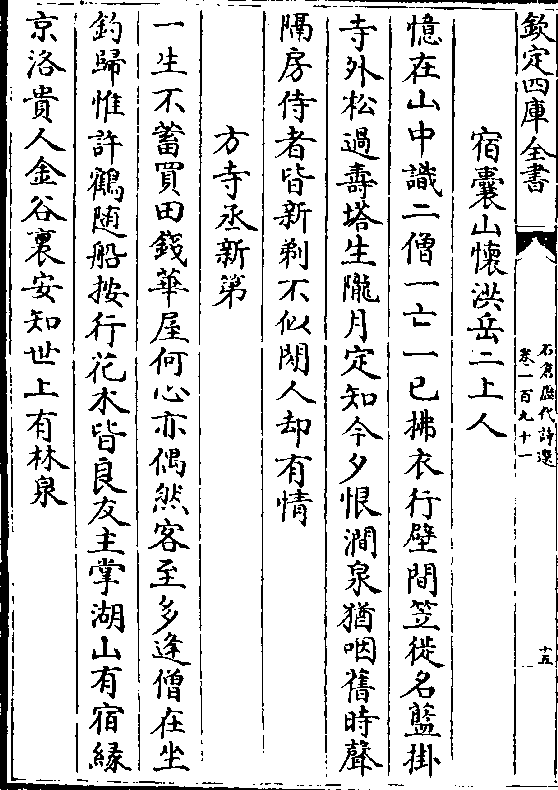 欽定四庫全書
石倉歷代詩選
卷一百九十一
十五
宿囊山懷洪岳二上人
憶在山中識二僧一亡一已拂衣行壁間笠徙名藍掛
寺外松過壽塔生隴月定知今夕恨澗泉猶咽舊時聲
隔房侍者皆新剃不似閒人却有情
方寺丞新第
一生不蓄買田錢華屋何心亦偶然客至多逢僧在坐
釣歸惟許鶴随船按行花木皆良友主掌湖山有宿緣
京洛貴人金谷裏安知世上有林泉